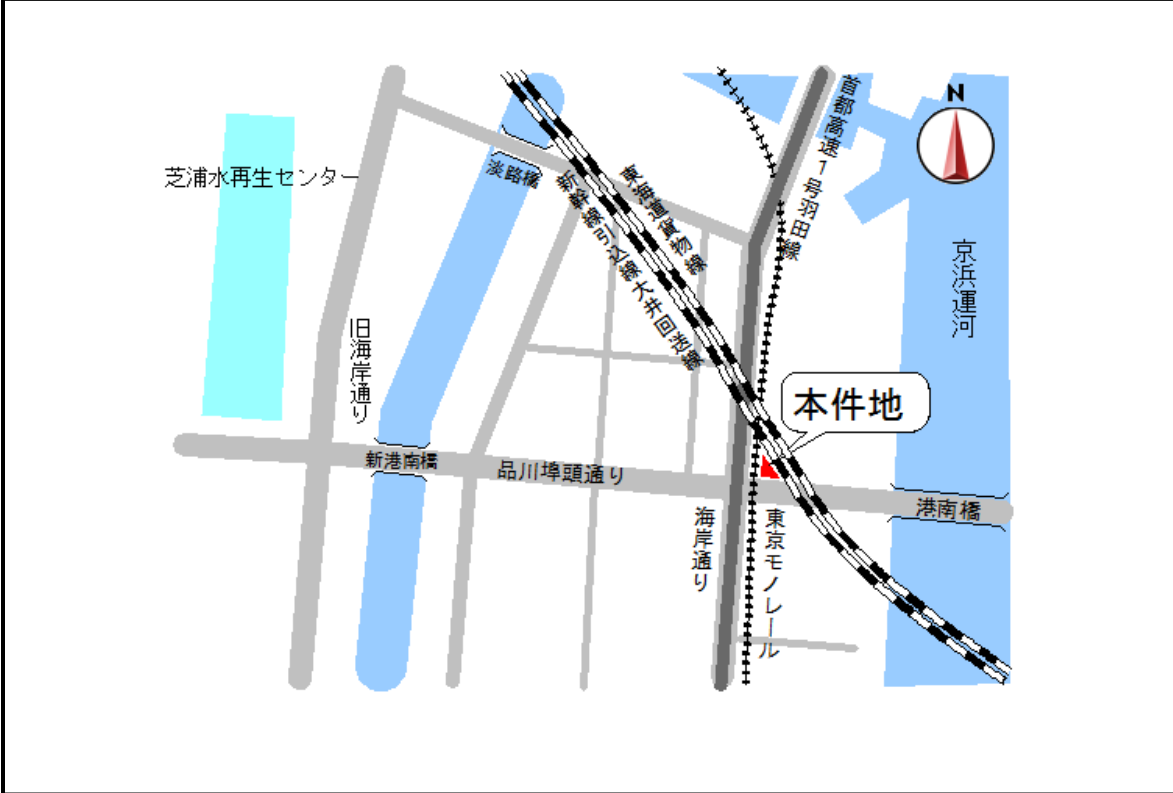 首都高速1号羽田線
N
芝浦水再生センター
淡路橋
東海道貨物線
新幹線引込線大井回送線
京浜運河
旧海岸通り
本件地
新港南橋
品川埠頭通り
港南橋
海岸通り
東京モノレール